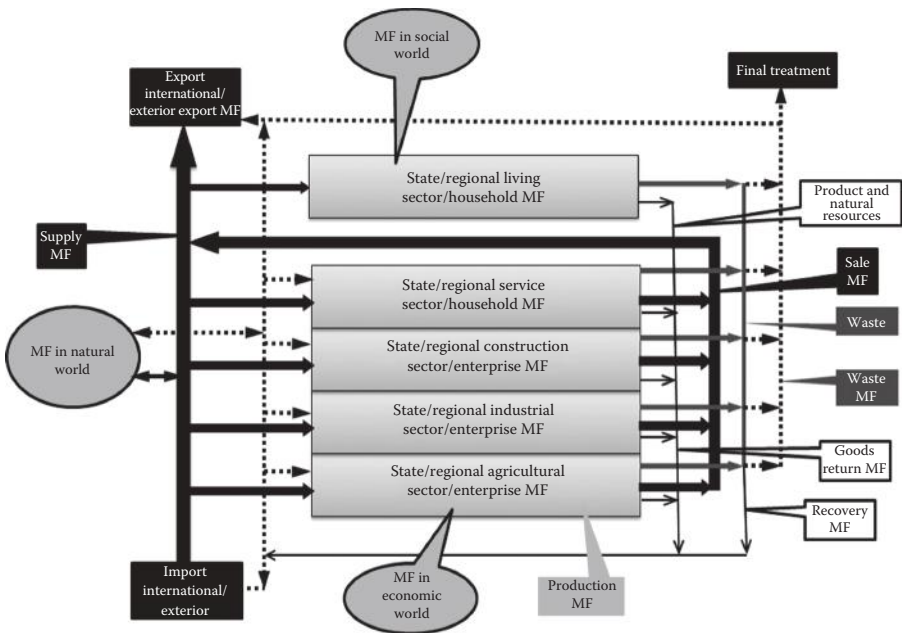 MF in social
world
Export
international/
exterior export MF
Final treatment
State/regional living
sector/household MF
Product and
natural
resources
Supply
MF
State/regional service
sector/household MF
Sale
MF
MF in natural
world
State/regional construction
sector/enterprise MF
Waste
State/regional industrial
sector/enterprise MF
Waste
MF
Goods
return MF
State/regional agricultural
sector/enterprise MF
Recovery
MF
Import
international/
exterior
MF in
economic
world
Production
MF